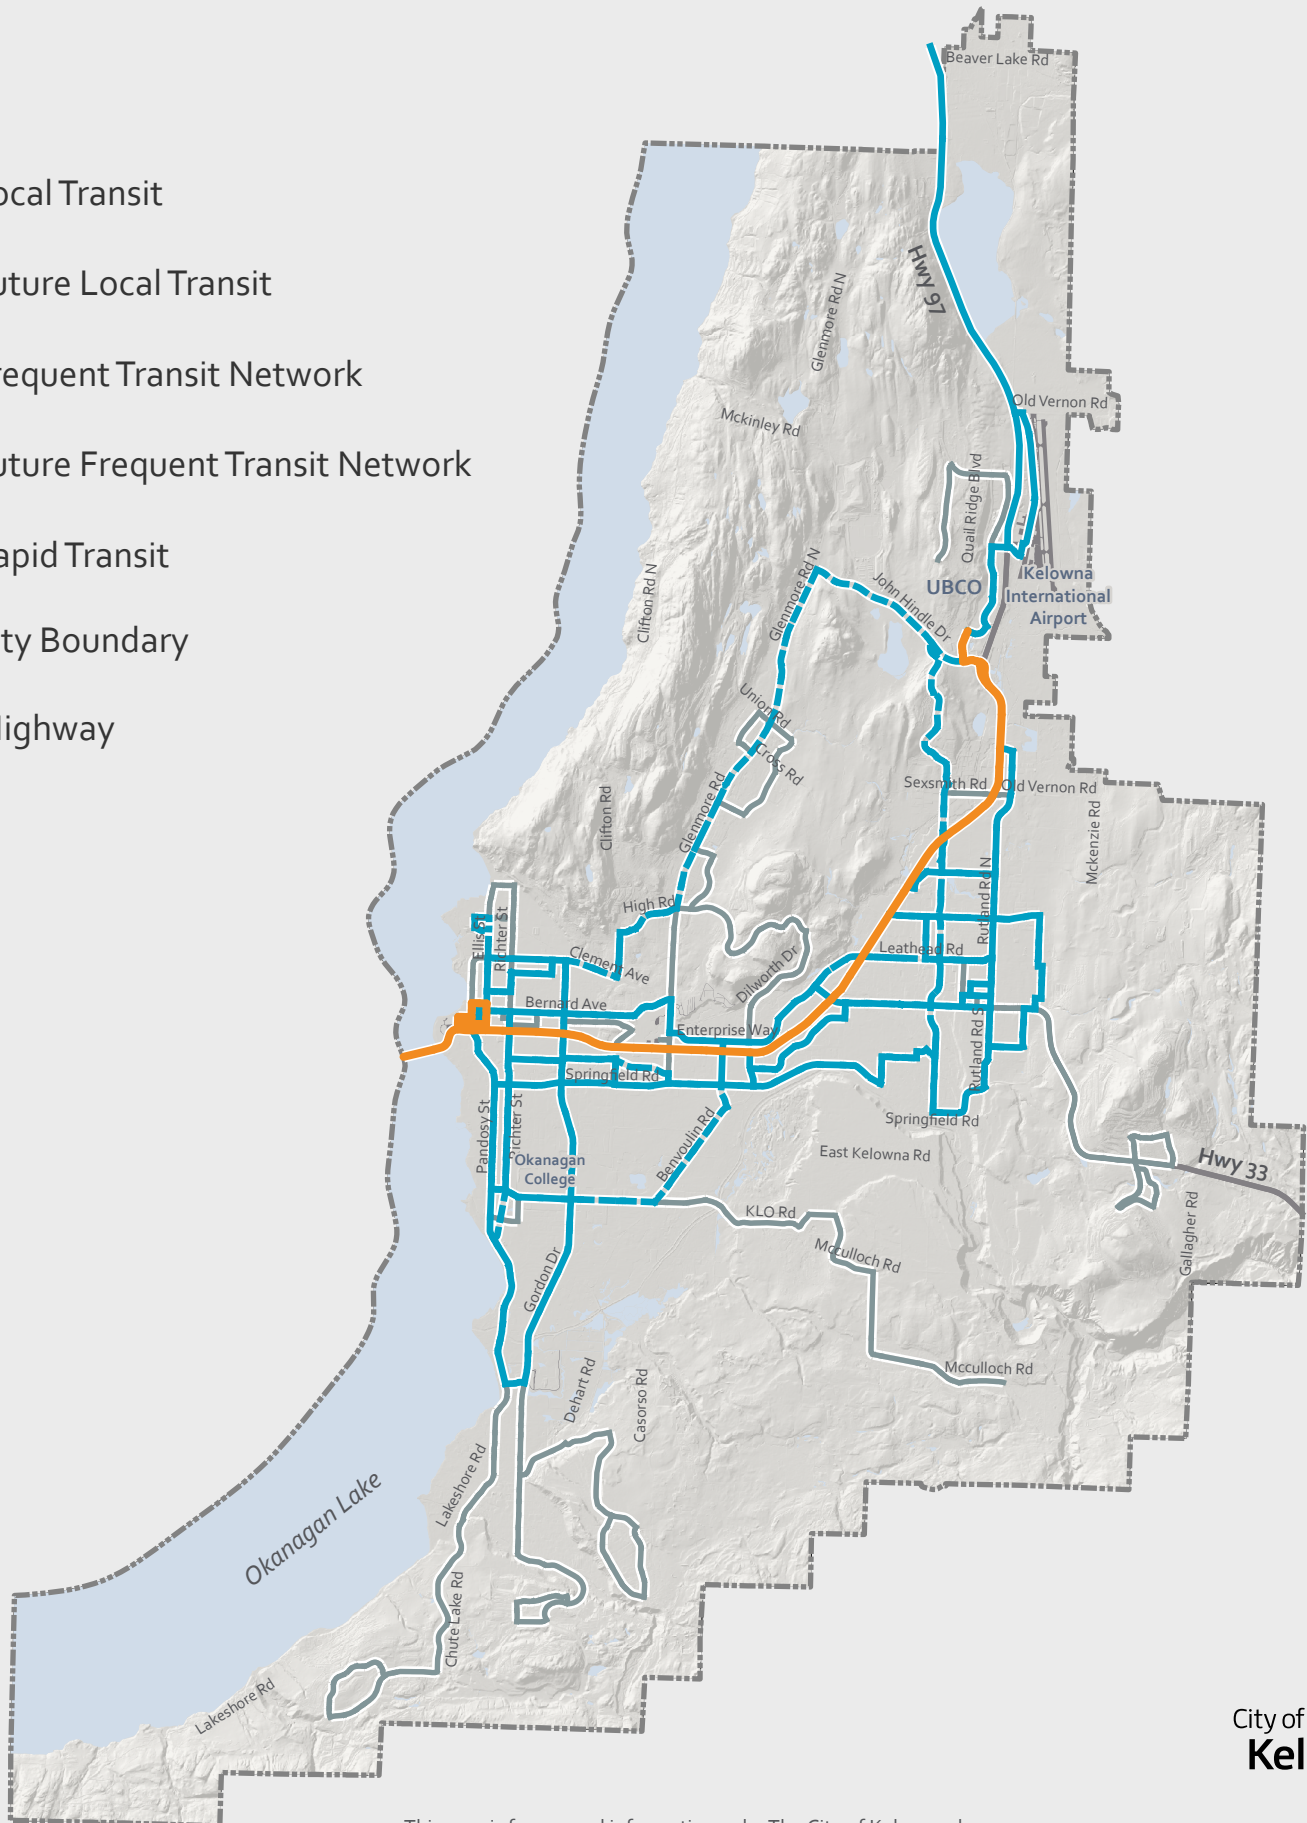 ocal Transit
uture Local Transit
requent Transit Network
uture Frequent Transit Network
apid Transit
ty Boundary
ighway
Beaver Lake Rd
Hwy 97
Glenmore Rd N
Old Vernon Rd
Mckinley Rd
Quail Ridge Blvd
UBCO
Kelowna
International
Airport
John Hindle Dr
Glenmore Rd N
Clifton Rd N
Union Rd
Cross Rd
Sexsmith Rd
Old Vernon Rd
Glenmore Rd
Clifton Rd
Mckenzie Rd
Rutland Rd N
High Rd
Ellis St
Richter St
Clement Ave
Leathead Rd
Dilworth Dr
Bernard Ave
Enterprise Way
Rutland Rd S
Springfield Rd
Springfield Rd
Pandosy St
Richter St
Benvoulin Rd
East Kelowna Rd
Okanagan
College
Hwy 33
KLO Rd
Gallagher Rd
Mcculloch Rd
Gordon Dr
Mcculloch Rd
Dehart Rd
Casorso Rd
Lakeshore Rd
Okanagan Lake
Chute Lake Rd
Lakeshore Rd
City of
Kel